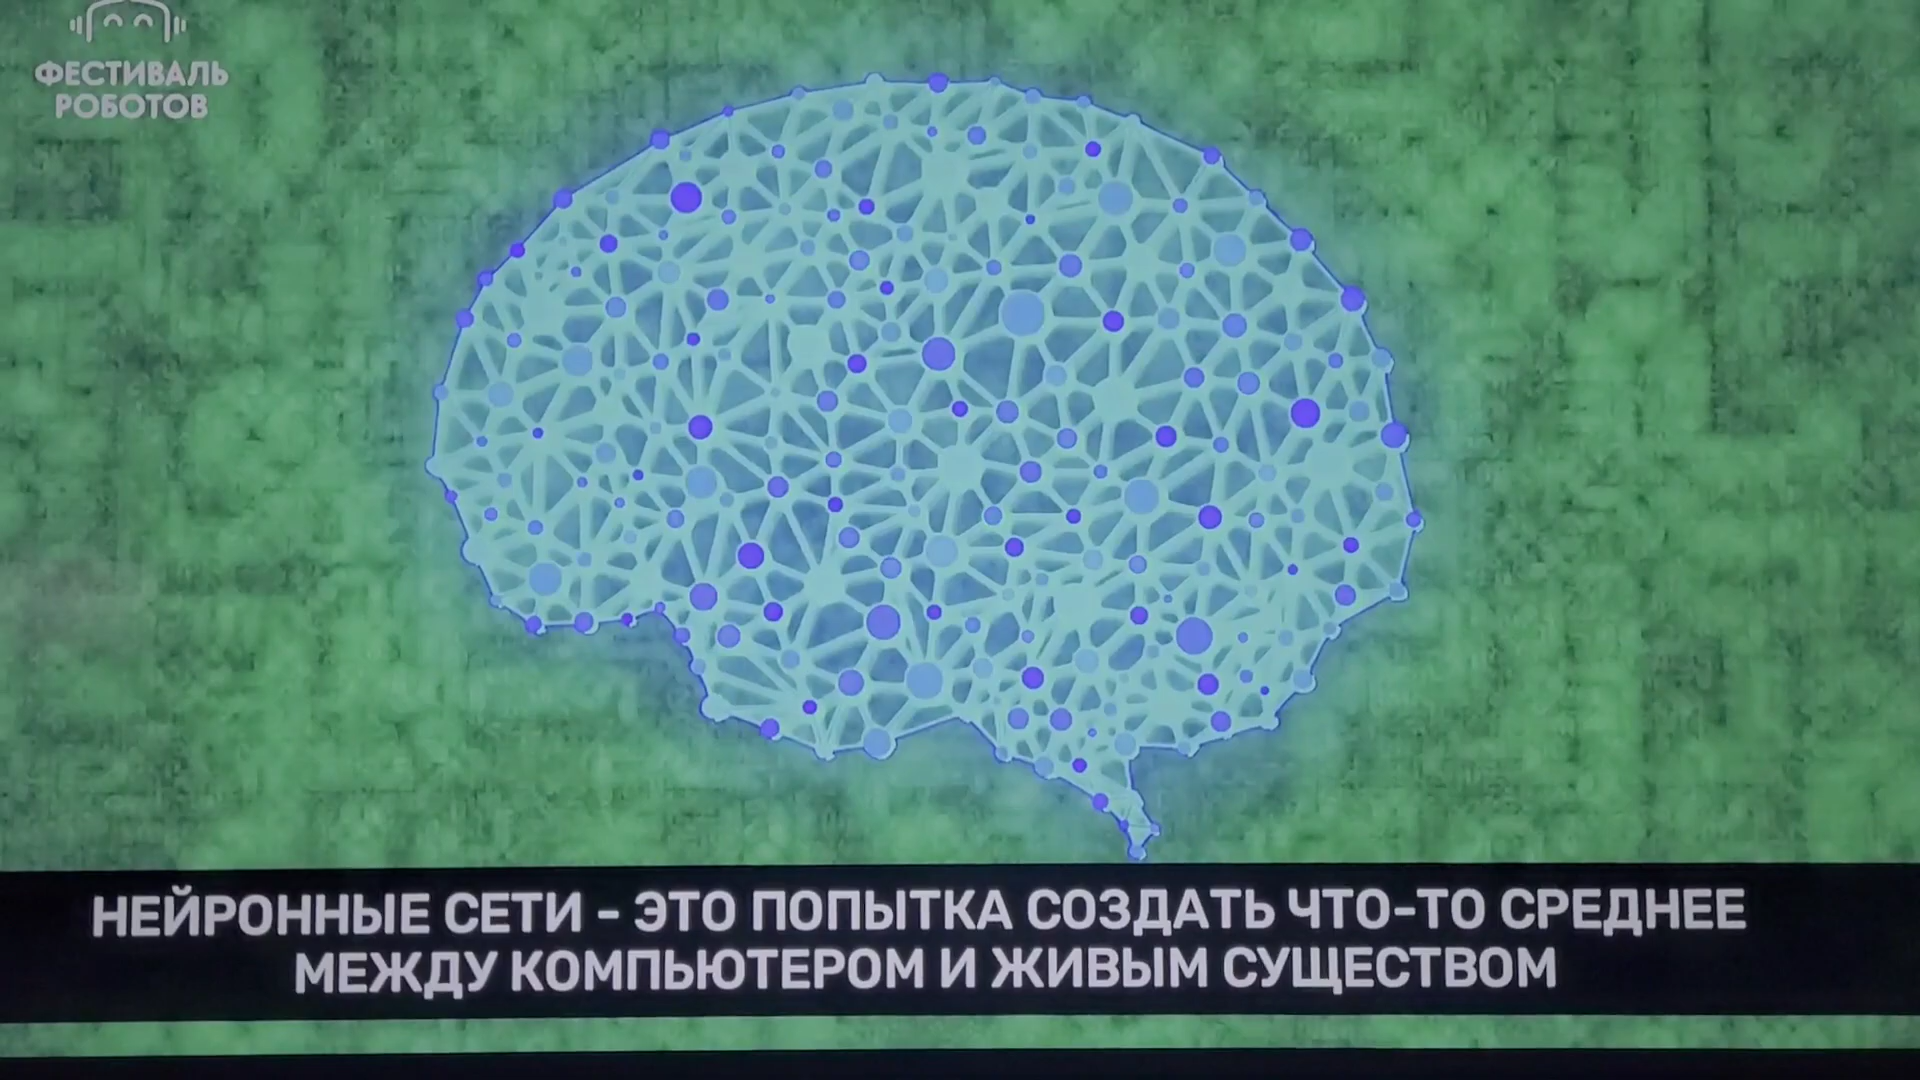 ФЕСТИВАЛЬ
РОБОТОВ
НЕЙРОННЫЕ СЕТИ - ЭТО ПОПЫТКА СОЗДАТЬ ЧТО-ТО СРЕДНЕЕ
МЕЖДУ КОМПЬЮТЕРОМ И ЖИВЫМ СУЩЕСТВОМ